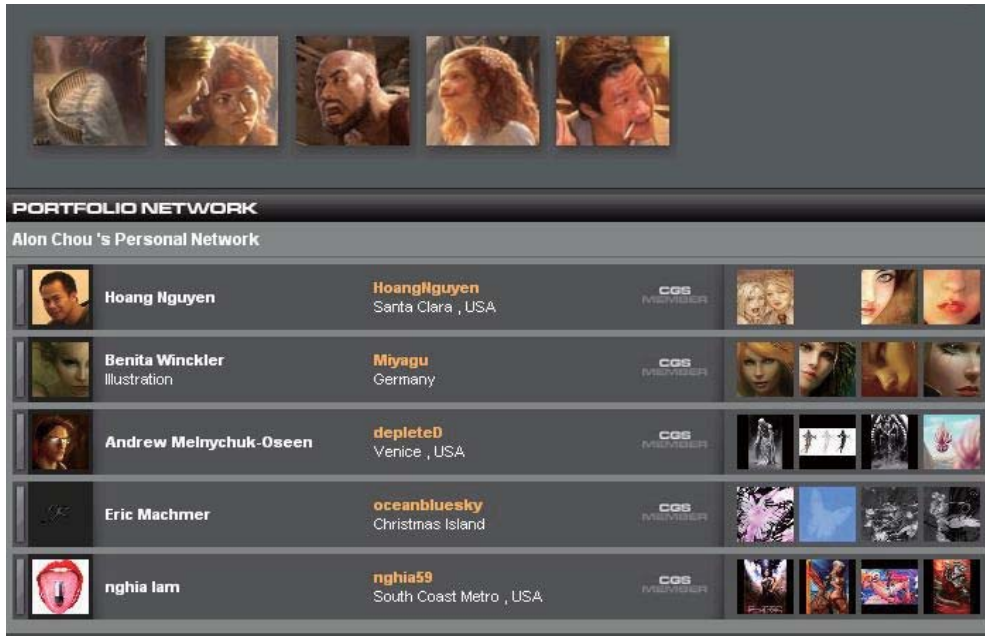 PORTFOLIO NETWORK
Alon Chou 's Personal Network
Hoang Nguyen
HoangNguyen
Santa Clara , USA
CGS
MEMBER
Benita Winckler
Illustration
Miyagu
Germany
CGS
MEMBER
Andrew Melnychuk-Oseen
depleteD
Venice , USA
CGS
MEMBER
Eric Machmer
oceanbluesky
Christmas Island
CGS
MEMBER
nghia lam
nghia59
South Coast Metro , USA
CGS
MEMBER